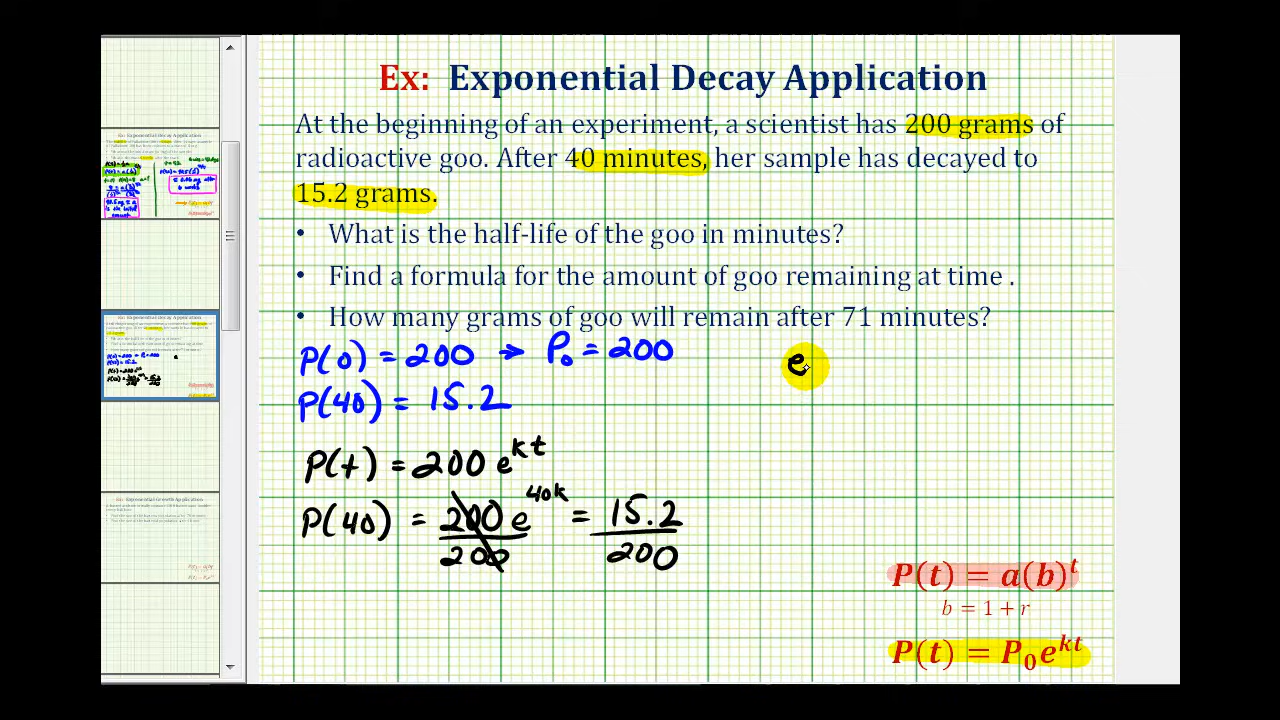 Ex: Exponential Decay Application
At the beginning of an experiment, a scientist has 200 grams of
radioactive goo. After 40 minutes, her sample has decayed to
15.2 grams.
• What is the half-life of the goo in minutes?
• Find a formula for the amount of goo remaining at time .
• How many grams of goo will remain after 71 minutes?
P(0) = 200 → P₀ = 200
P(40) = 15.2
e
P(t) = 200 e^kt
P(40) = 200 e^40k / 200 = 15.2 / 200
P(t) = a(b)^t
b = 1 + r
P(t) = P₀e^kt